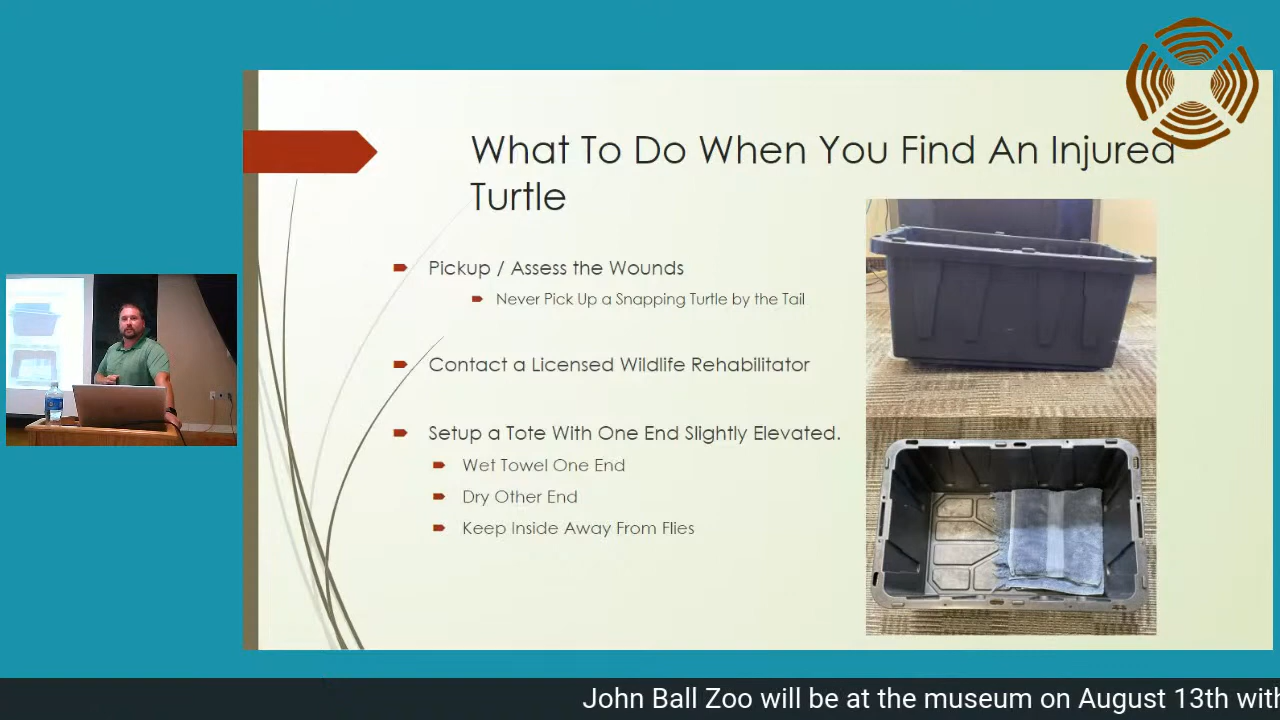 What To Do When You Find An Injured
Turtle
Pickup / Assess the Wounds
Never Pick Up a Snapping Turtle by the Tail
Contact a Licensed Wildlife Rehabilitator
Setup a Tote With One End Slightly Elevated.
Wet Towel One End
Dry Other End
Keep Inside Away From Flies
John Ball Zoo will be at the museum on August 13th with